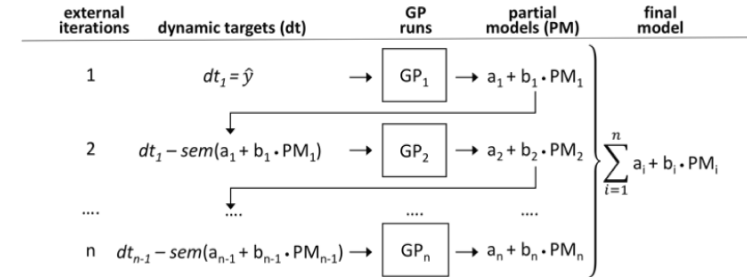 external iterations dynamic targets (dt) GP runs partial models (PM) final model
1 dt₁ = ŷ → GP₁ → a₁ + b₁ • PM₁
2 dt₁ − sem(a₁ + b₁ • PM₁) → GP₂ → a₂ + b₂ • PM₂
.... .... .... ....
n dtₙ₋₁ − sem(aₙ₋₁ + bₙ₋₁ • PMₙ₋₁) → GPₙ → aₙ + bₙ • PMₙ
n
∑ aᵢ + bᵢ • PMᵢ
i=1